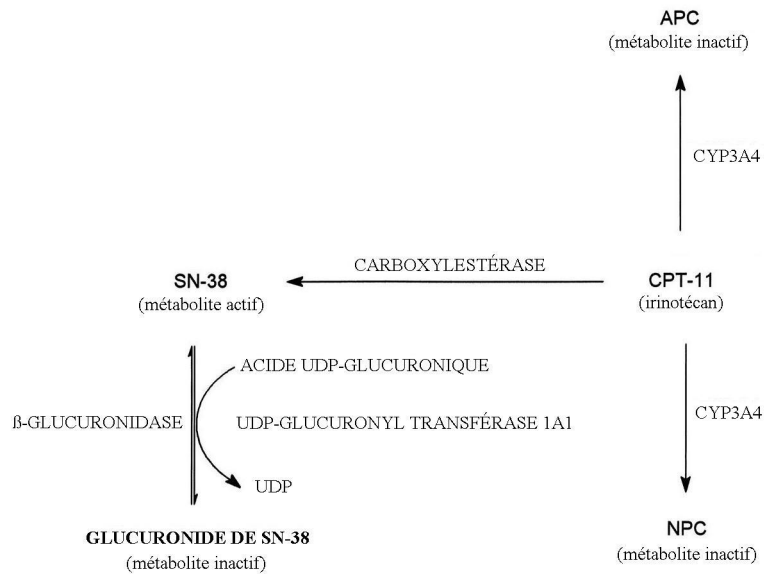 APC
(métabolite inactif)
CYP3A4
CARBOXYLESTÉRASE
SN-38
(métabolite actif)
CPT-11
(irinotécan)
ACIDE UDP-GLUCURONIQUE
ß-GLUCURONIDASE
UDP-GLUCURONYL TRANSFÉRASE 1A1
CYP3A4
UDP
GLUCURONIDE DE SN-38
(métabolite inactif)
NPC
(métabolite inactif)